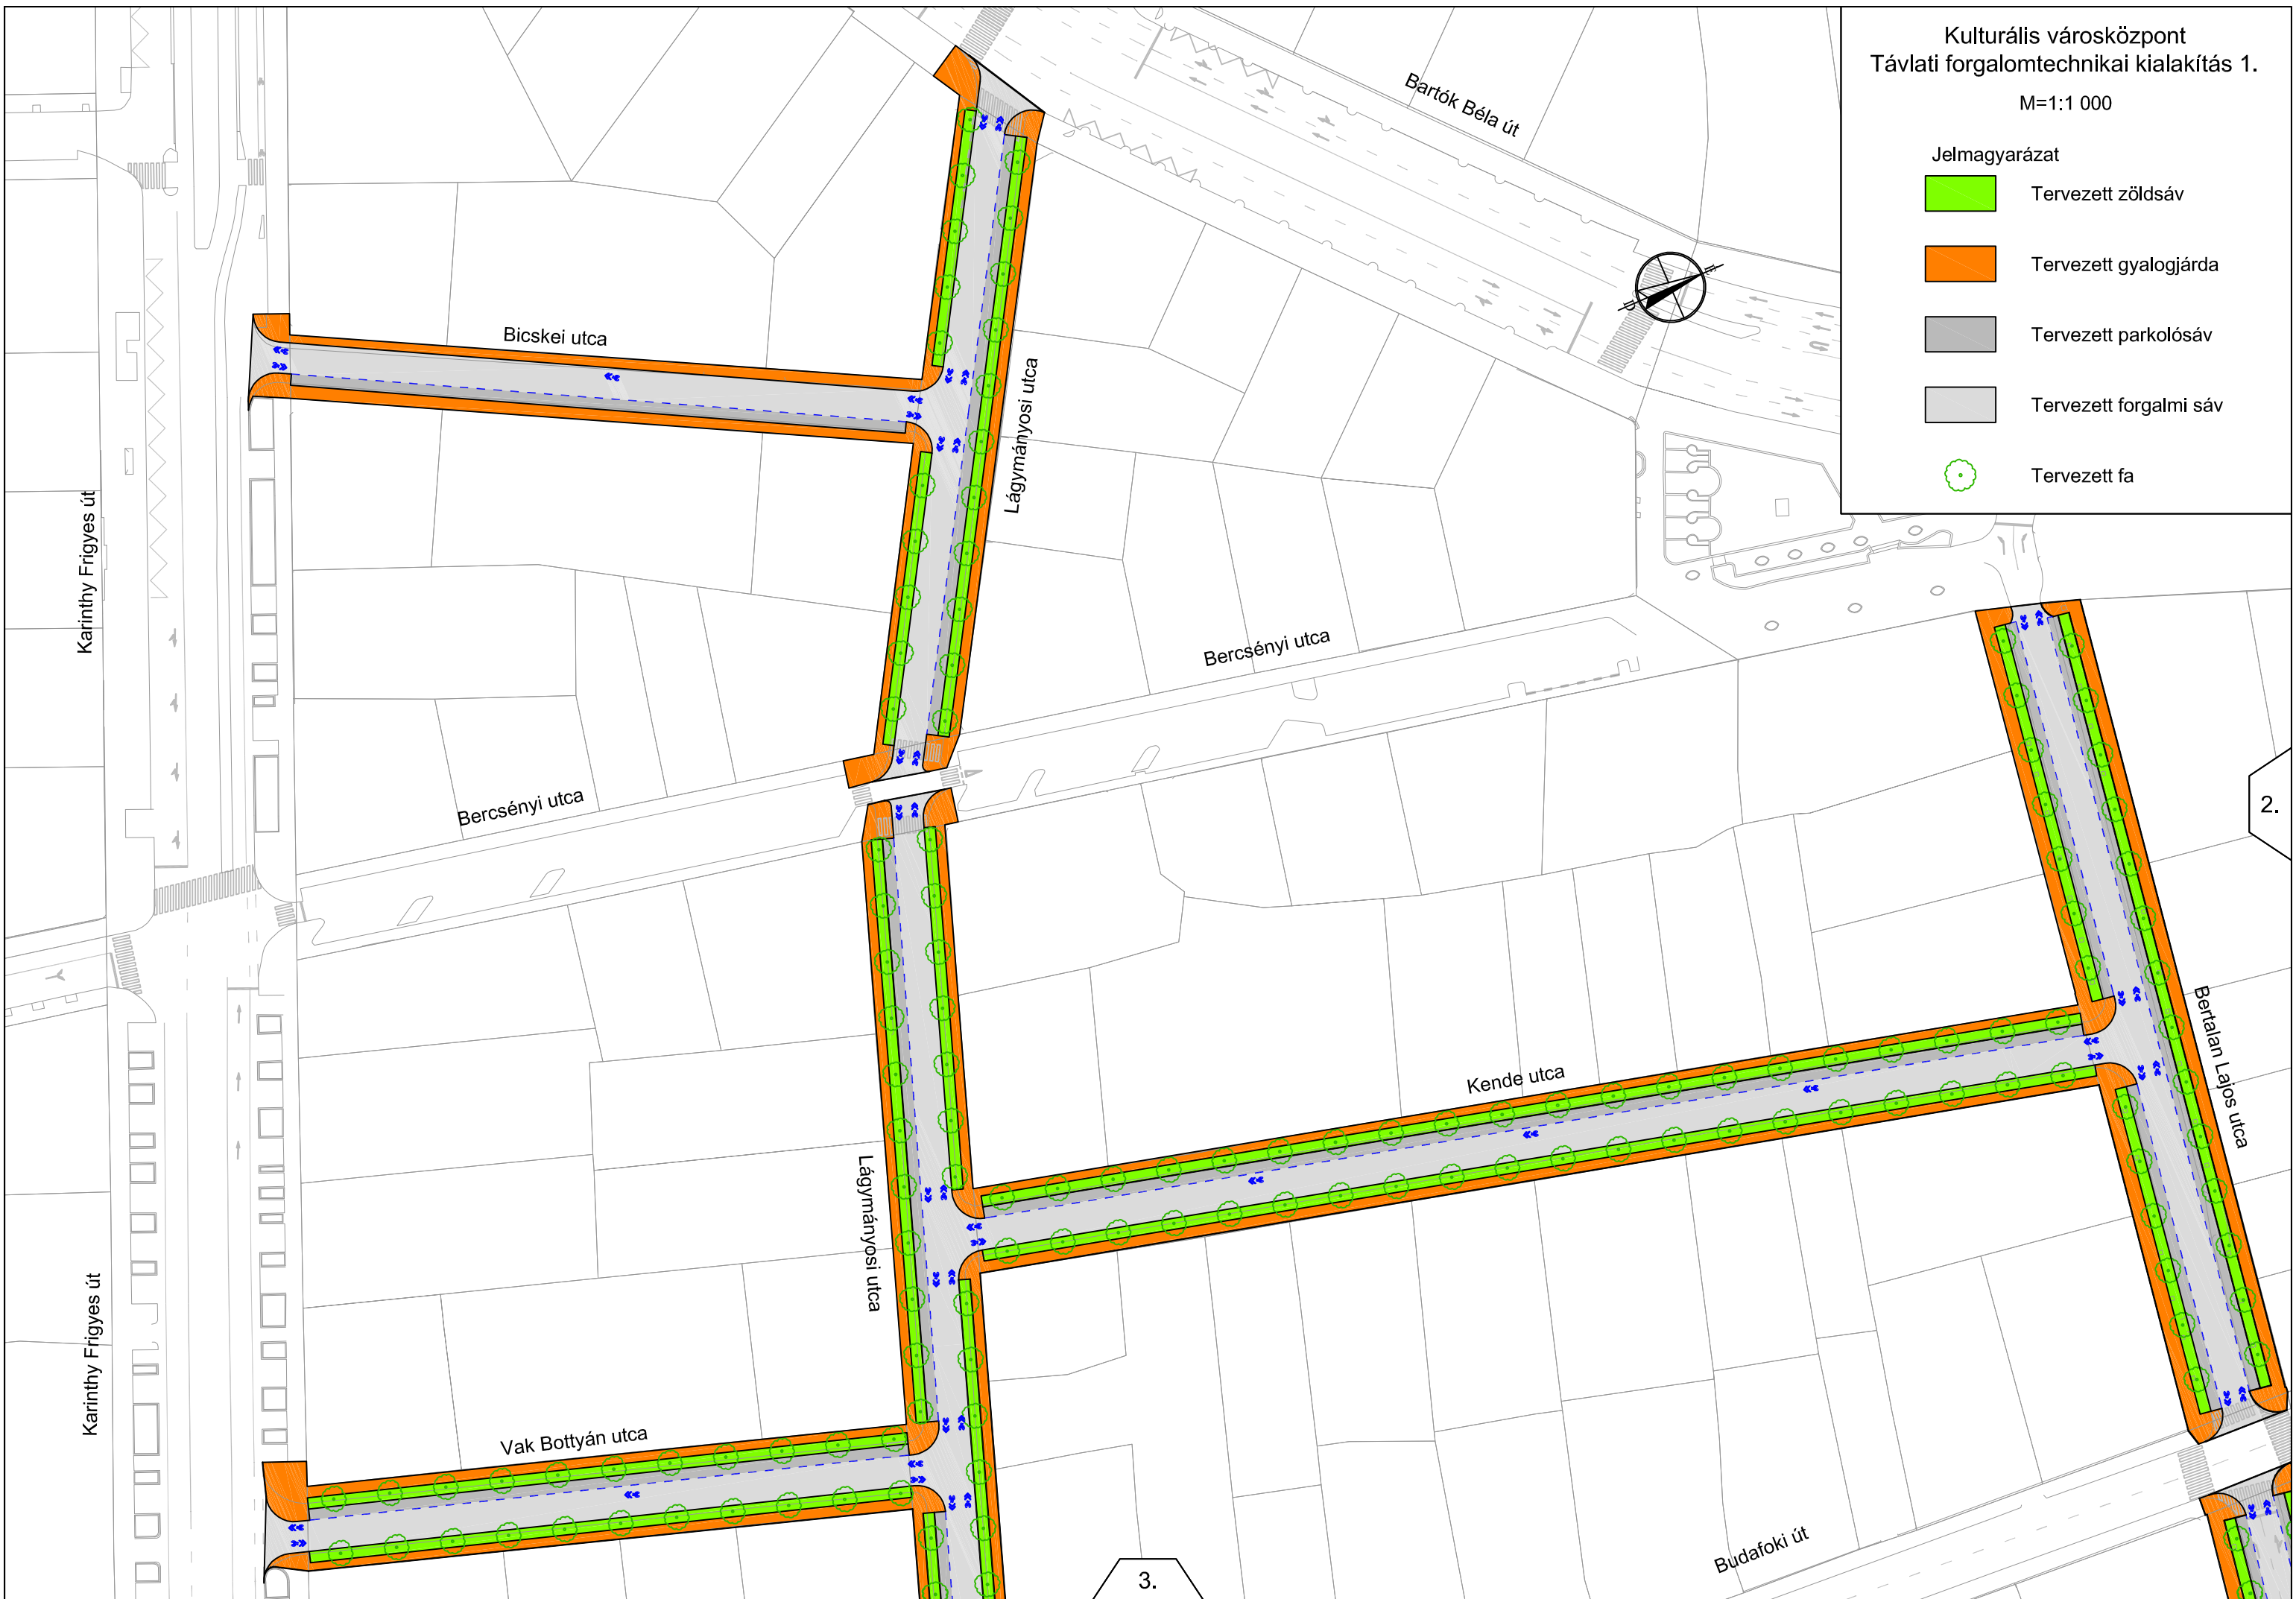 Kulturális városközpont
Távlati forgalomtechnikai kialakítás 1.
M=1:1 000
Jelmagyarázat
Tervezett zöldsáv
Tervezett gyalogjárda
Tervezett parkolósáv
Tervezett forgalmi sáv
Tervezett fa
Bartók Béla út
É
D
Bicskei utca
Lágymányosi utca
Karinthy Frigyes út
Bercsényi utca
Bercsényi utca
2.
Bertalan Lajos utca
Kende utca
Lágymányosi utca
Karinthy Frigyes út
Vak Bottyán utca
Budafoki út
3.